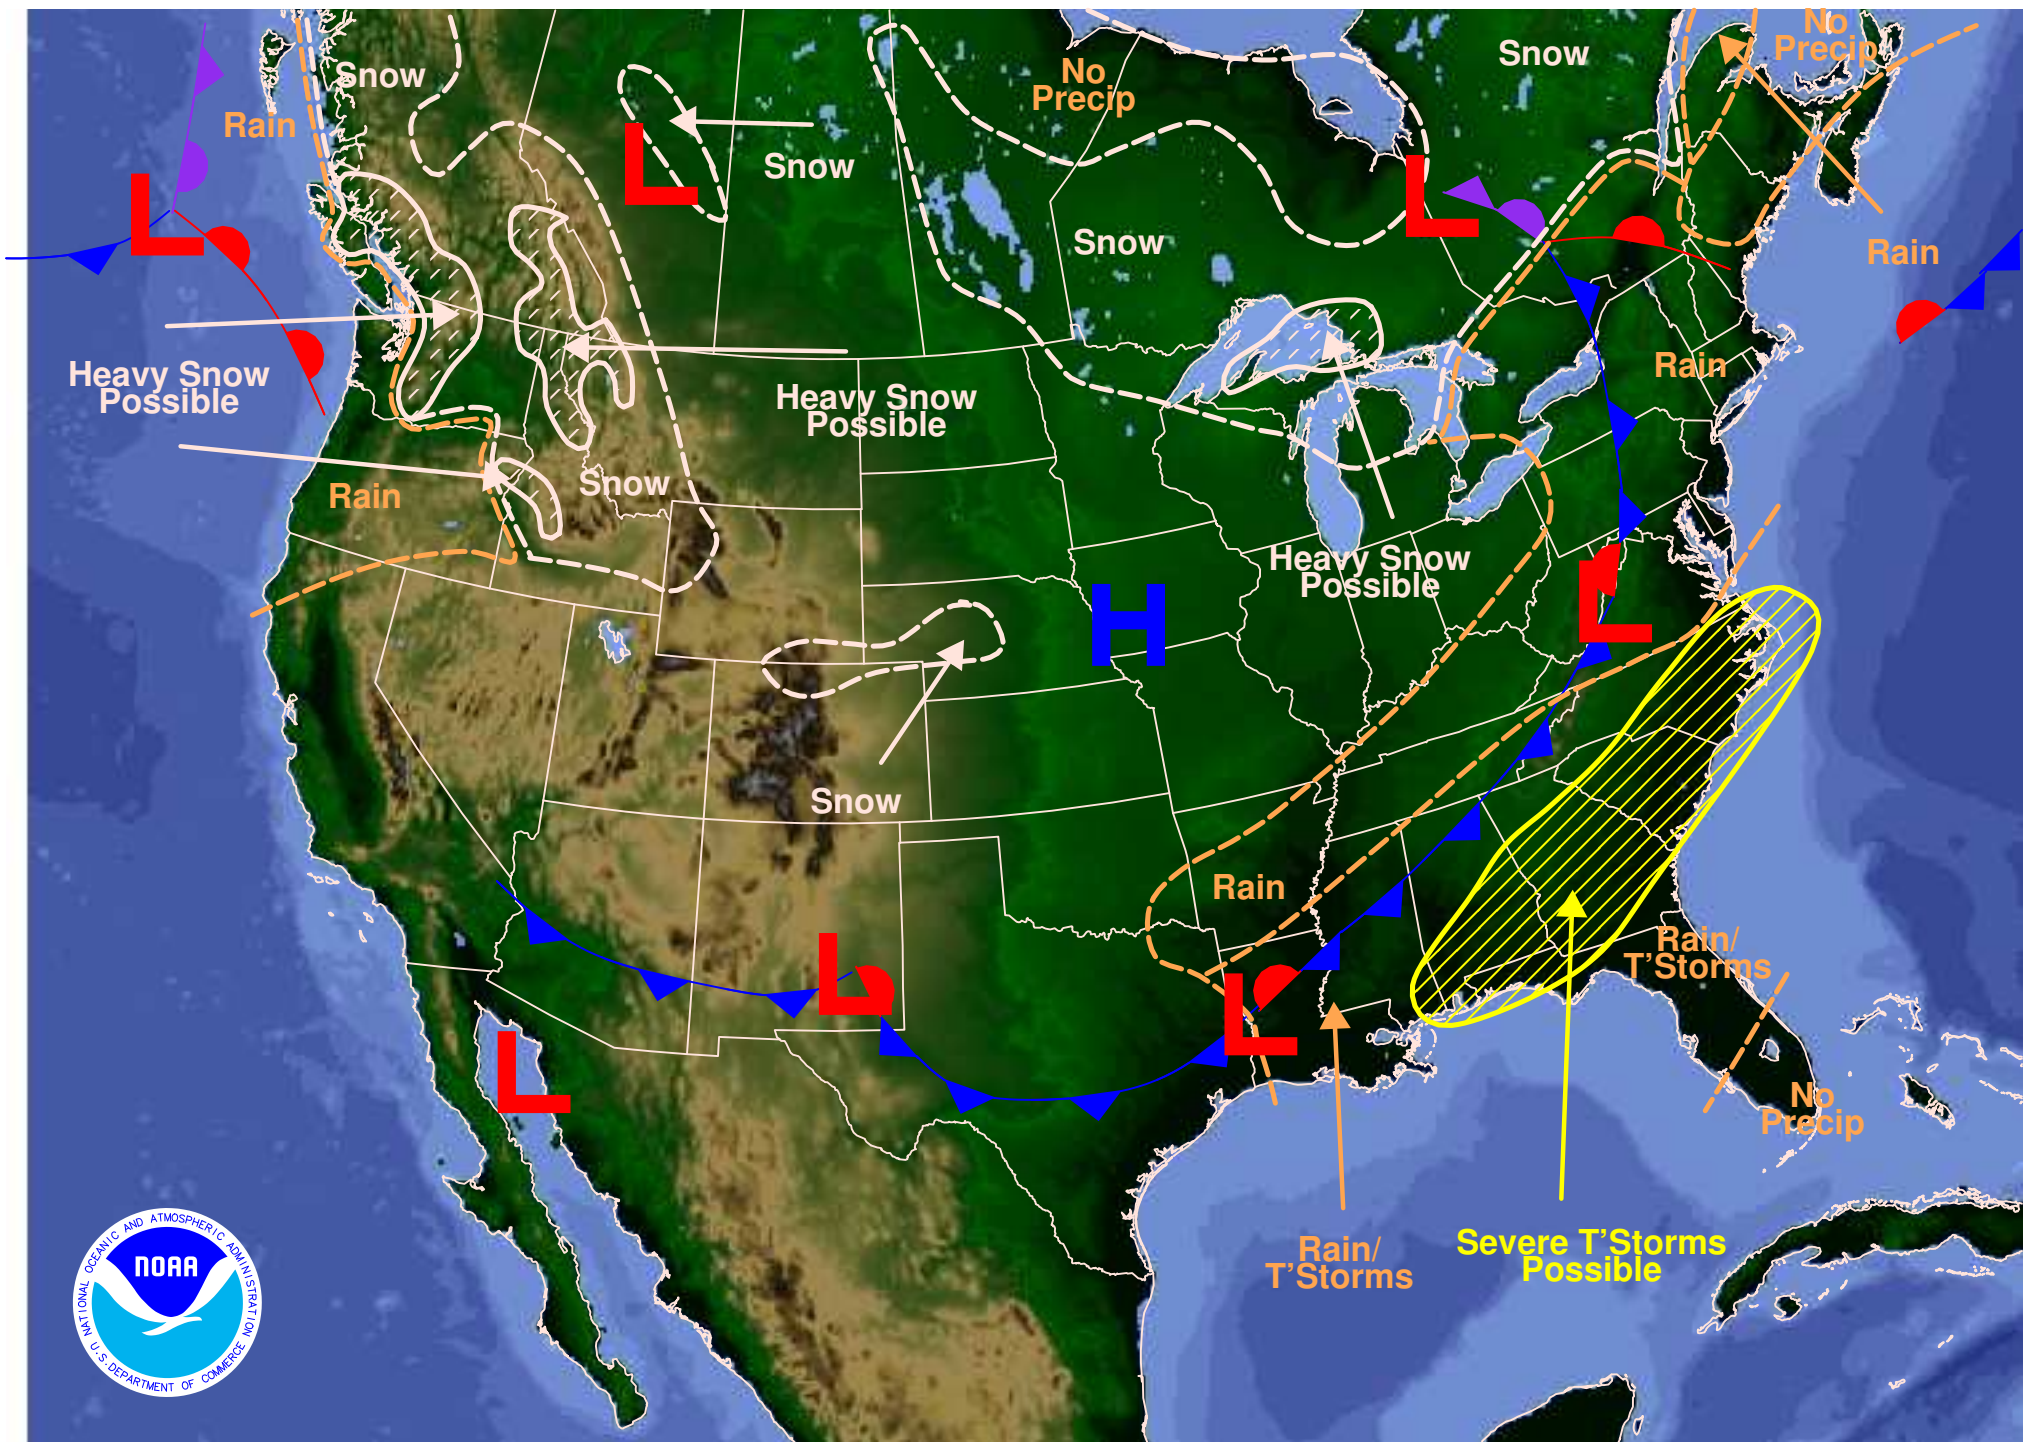 No
Precip
Snow
Snow
No
Precip
Rain
Snow
Snow
Rain
Heavy Snow
Possible
Rain
Heavy Snow
Possible
Snow
Rain
Heavy Snow
Possible
Snow
Rain
Rain/
T'Storms
No
Precip
Rain/
T'Storms
Severe T'Storms
Possible
L
L
L
H
L
L
L
L
NATIONAL OCEANIC AND ATMOSPHERIC ADMINISTRATION
NOAA
U.S. DEPARTMENT OF COMMERCE